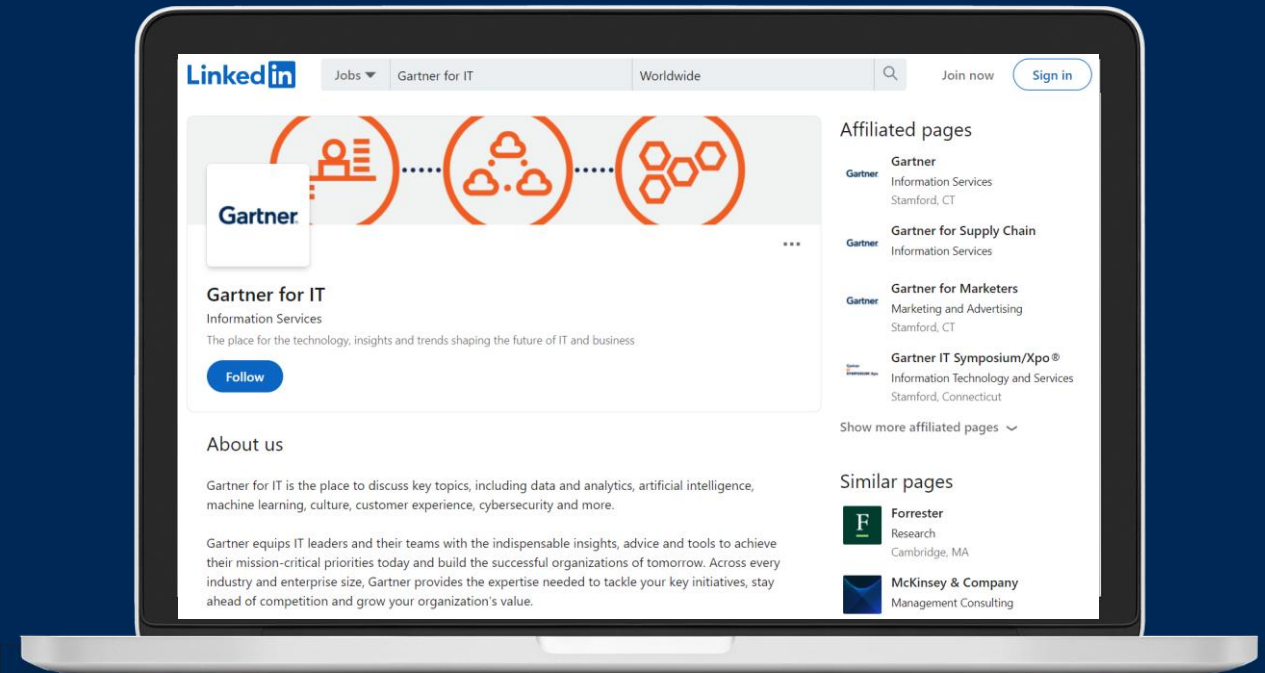 LinkedIn Jobs Gartner for IT Worldwide Join now Sign in
Gartner
Gartner for IT
Information Services
The place for the technology, insights and trends shaping the future of IT and business
Follow
About us
Gartner for IT is the place to discuss key topics, including data and analytics, artificial intelligence,
machine learning, culture, customer experience, cybersecurity and more.
Gartner equips IT leaders and their teams with the indispensable insights, advice and tools to achieve
their mission-critical priorities today and build the successful organizations of tomorrow. Across every
industry and enterprise size, Gartner provides the expertise needed to tackle your key initiatives, stay
ahead of competition and grow your organization's value.
Affiliated pages
Gartner
Gartner
Information Services
Stamford, CT
Gartner
Gartner for Supply Chain
Information Services
Gartner
Gartner for Marketers
Marketing and Advertising
Stamford, CT
Gartner IT Symposium/Xpo®
Information Technology and Services
Stamford, Connecticut
Show more affiliated pages
Similar pages
F
Forrester
Research
Cambridge, MA
McKinsey & Company
Management Consulting